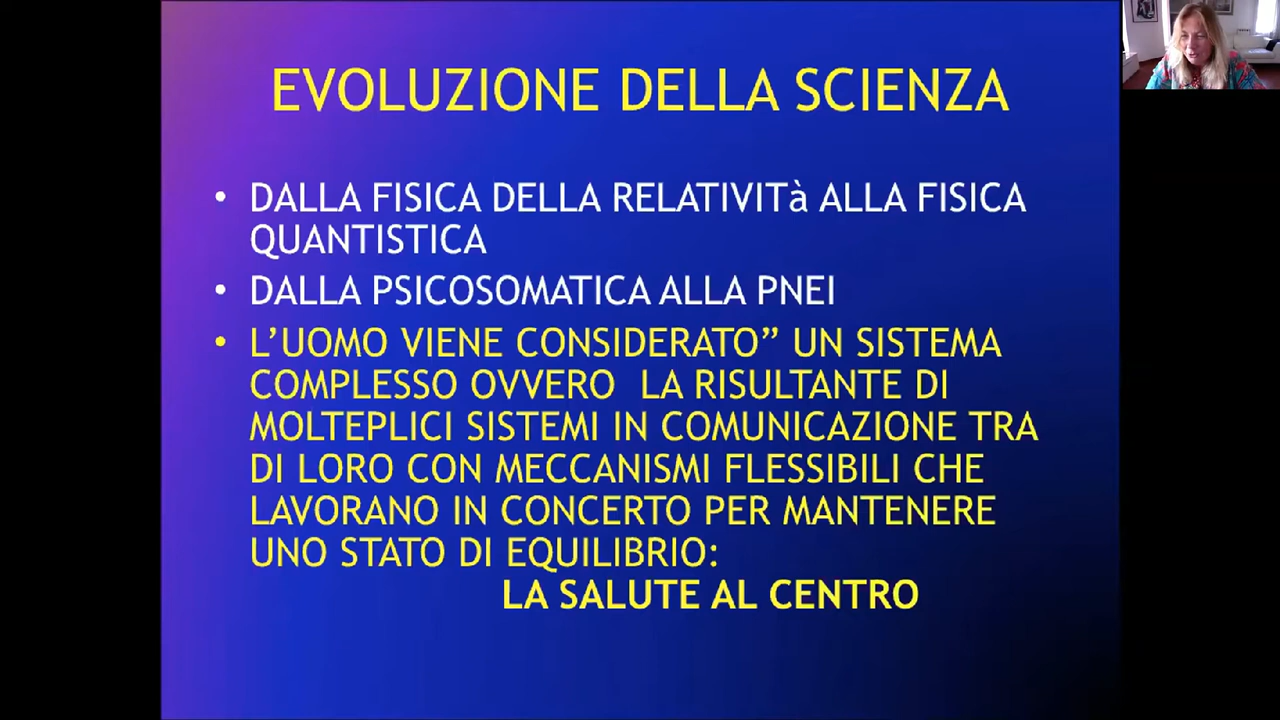 EVOLUZIONE DELLA SCIENZA
• DALLA FISICA DELLA RELATIVITà ALLA FISICA
QUANTISTICA
• DALLA PSICOSOMATICA ALLA PNEI
• L’UOMO VIENE CONSIDERATO” UN SISTEMA
COMPLESSO OVVERO LA RISULTANTE DI
MOLTEPLICI SISTEMI IN COMUNICAZIONE TRA
DI LORO CON MECCANISMI FLESSIBILI CHE
LAVORANO IN CONCERTO PER MANTENERE
UNO STATO DI EQUILIBRIO:
LA SALUTE AL CENTRO